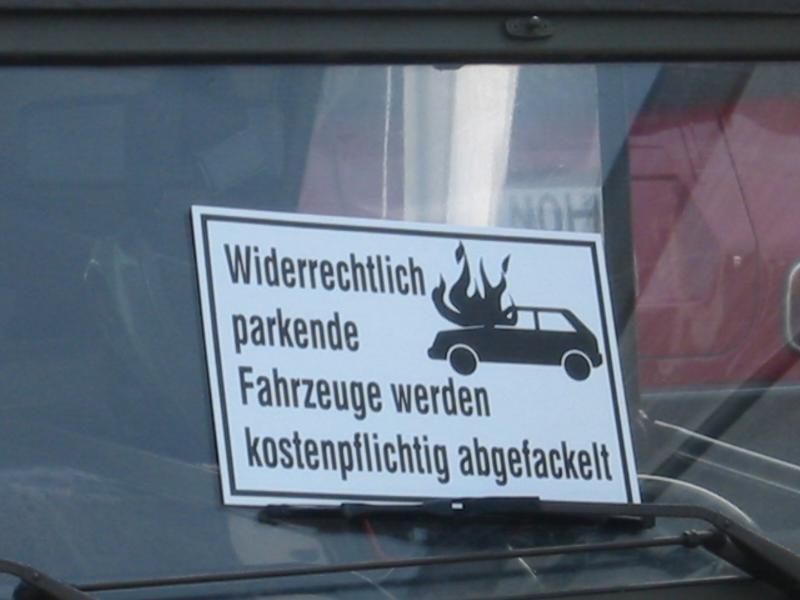 Widerrechtlich
parkende
Fahrzeuge werden
kostenpflichtig abgefackelt